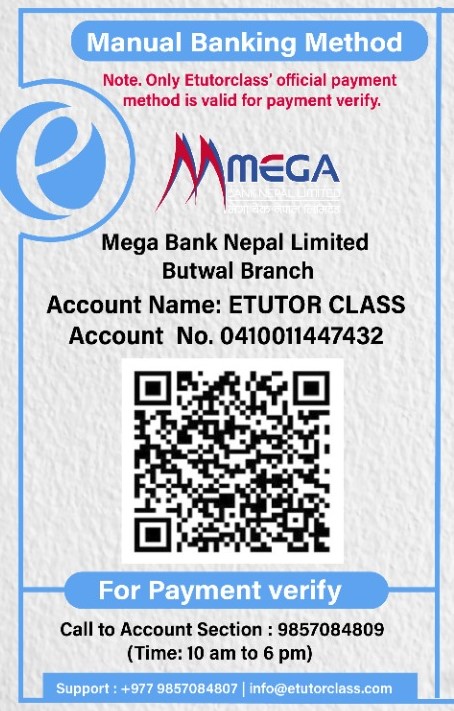 Manual Banking Method
Note. Only Etutorclass' official payment
method is valid for payment verify.
MEGA
BANK NEPAL LIMITED
Mega Bank Nepal Limited
Butwal Branch
Account Name: ETUTOR CLASS
Account No. 0410011447432
For Payment verify
Call to Account Section : 9857084809
(Time: 10 am to 6 pm)
Support : +977 9857084807 | info@etutorclass.com